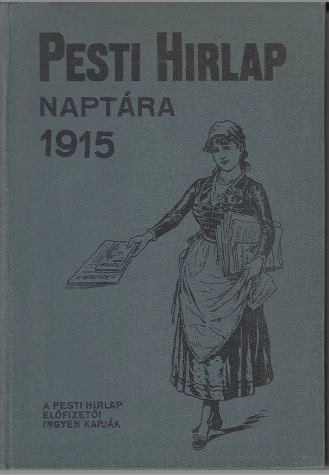 PESTI HIRLAP
NAPTÁRA
1915
A PESTI HIRLAP
ELŐFIZETŐI
INGYEN KAPJÁK